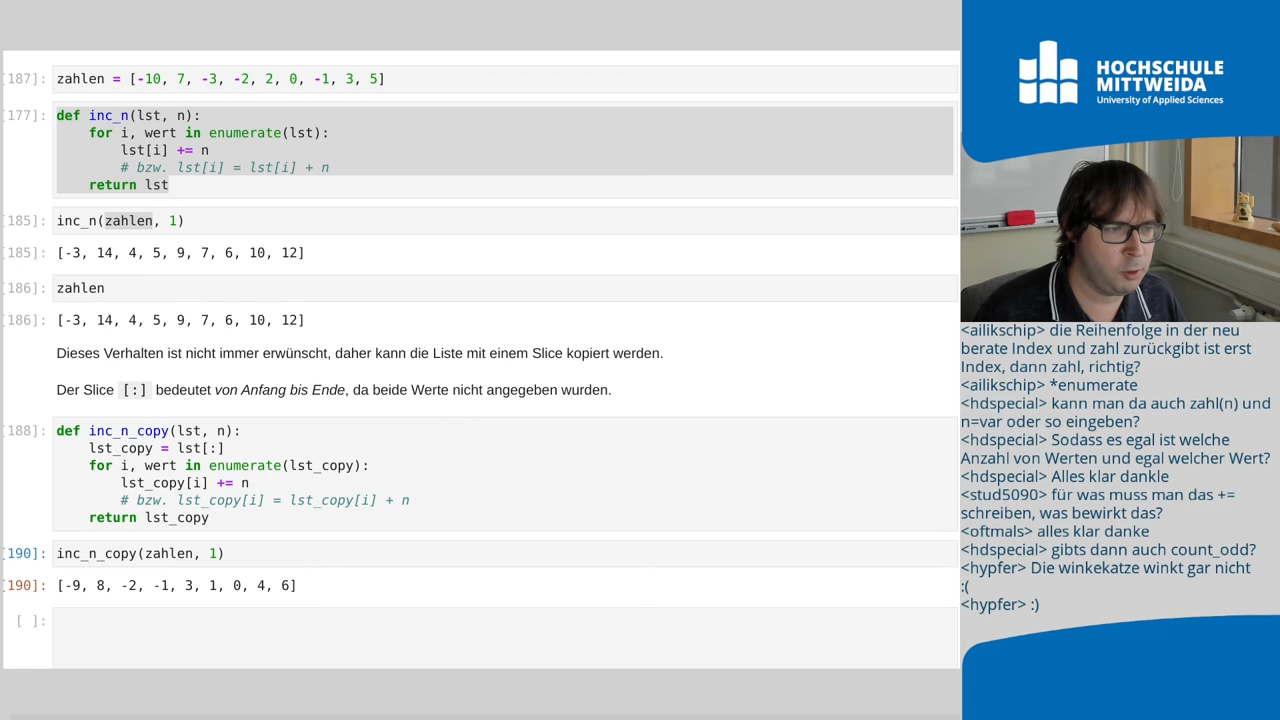 [187]: zahlen = [-10, 7, -3, -2, 2, 0, -1, 3, 5]
[177]: def inc_n(lst, n):
    for i, wert in enumerate(lst):
        lst[i] += n
        # bzw. lst[i] = lst[i] + n
    return lst
[185]: inc_n(zahlen, 1)
[185]: [-3, 14, 4, 5, 9, 7, 6, 10, 12]
[186]: zahlen
[186]: [-3, 14, 4, 5, 9, 7, 6, 10, 12]
Dieses Verhalten ist nicht immer erwünscht, daher kann die Liste mit einem Slice kopiert werden.
Der Slice [:] bedeutet von Anfang bis Ende, da beide Werte nicht angegeben wurden.
[188]: def inc_n_copy(lst, n):
    lst_copy = lst[:]
    for i, wert in enumerate(lst_copy):
        lst_copy[i] += n
        # bzw. lst_copy[i] = lst_copy[i] + n
    return lst_copy
[190]: inc_n_copy(zahlen, 1)
[190]: [-9, 8, -2, -1, 3, 1, 0, 4, 6]
[ ]:
HOCHSCHULE
MITTWEIDA
University of Applied Sciences
<ailikschip> die Reihenfolge in der neu
berate Index und zahl zurückgibt ist erst
Index, dann zahl, richtig?
<ailikschip> *enumerate
<hdspecial> kann man da auch zahl(n) und
n=var oder so eingeben?
<hdspecial> Sodass es egal ist welche
Anzahl von Werten und egal welcher Wert?
<hdspecial> Alles klar dankle
<stud5090> für was muss man das +=
schreiben, was bewirkt das?
<oftmals> alles klar danke
<hdspecial> gibts dann auch count_odd?
<hypfer> Die winkekatze winkt gar nicht
:(
<hypfer> :)